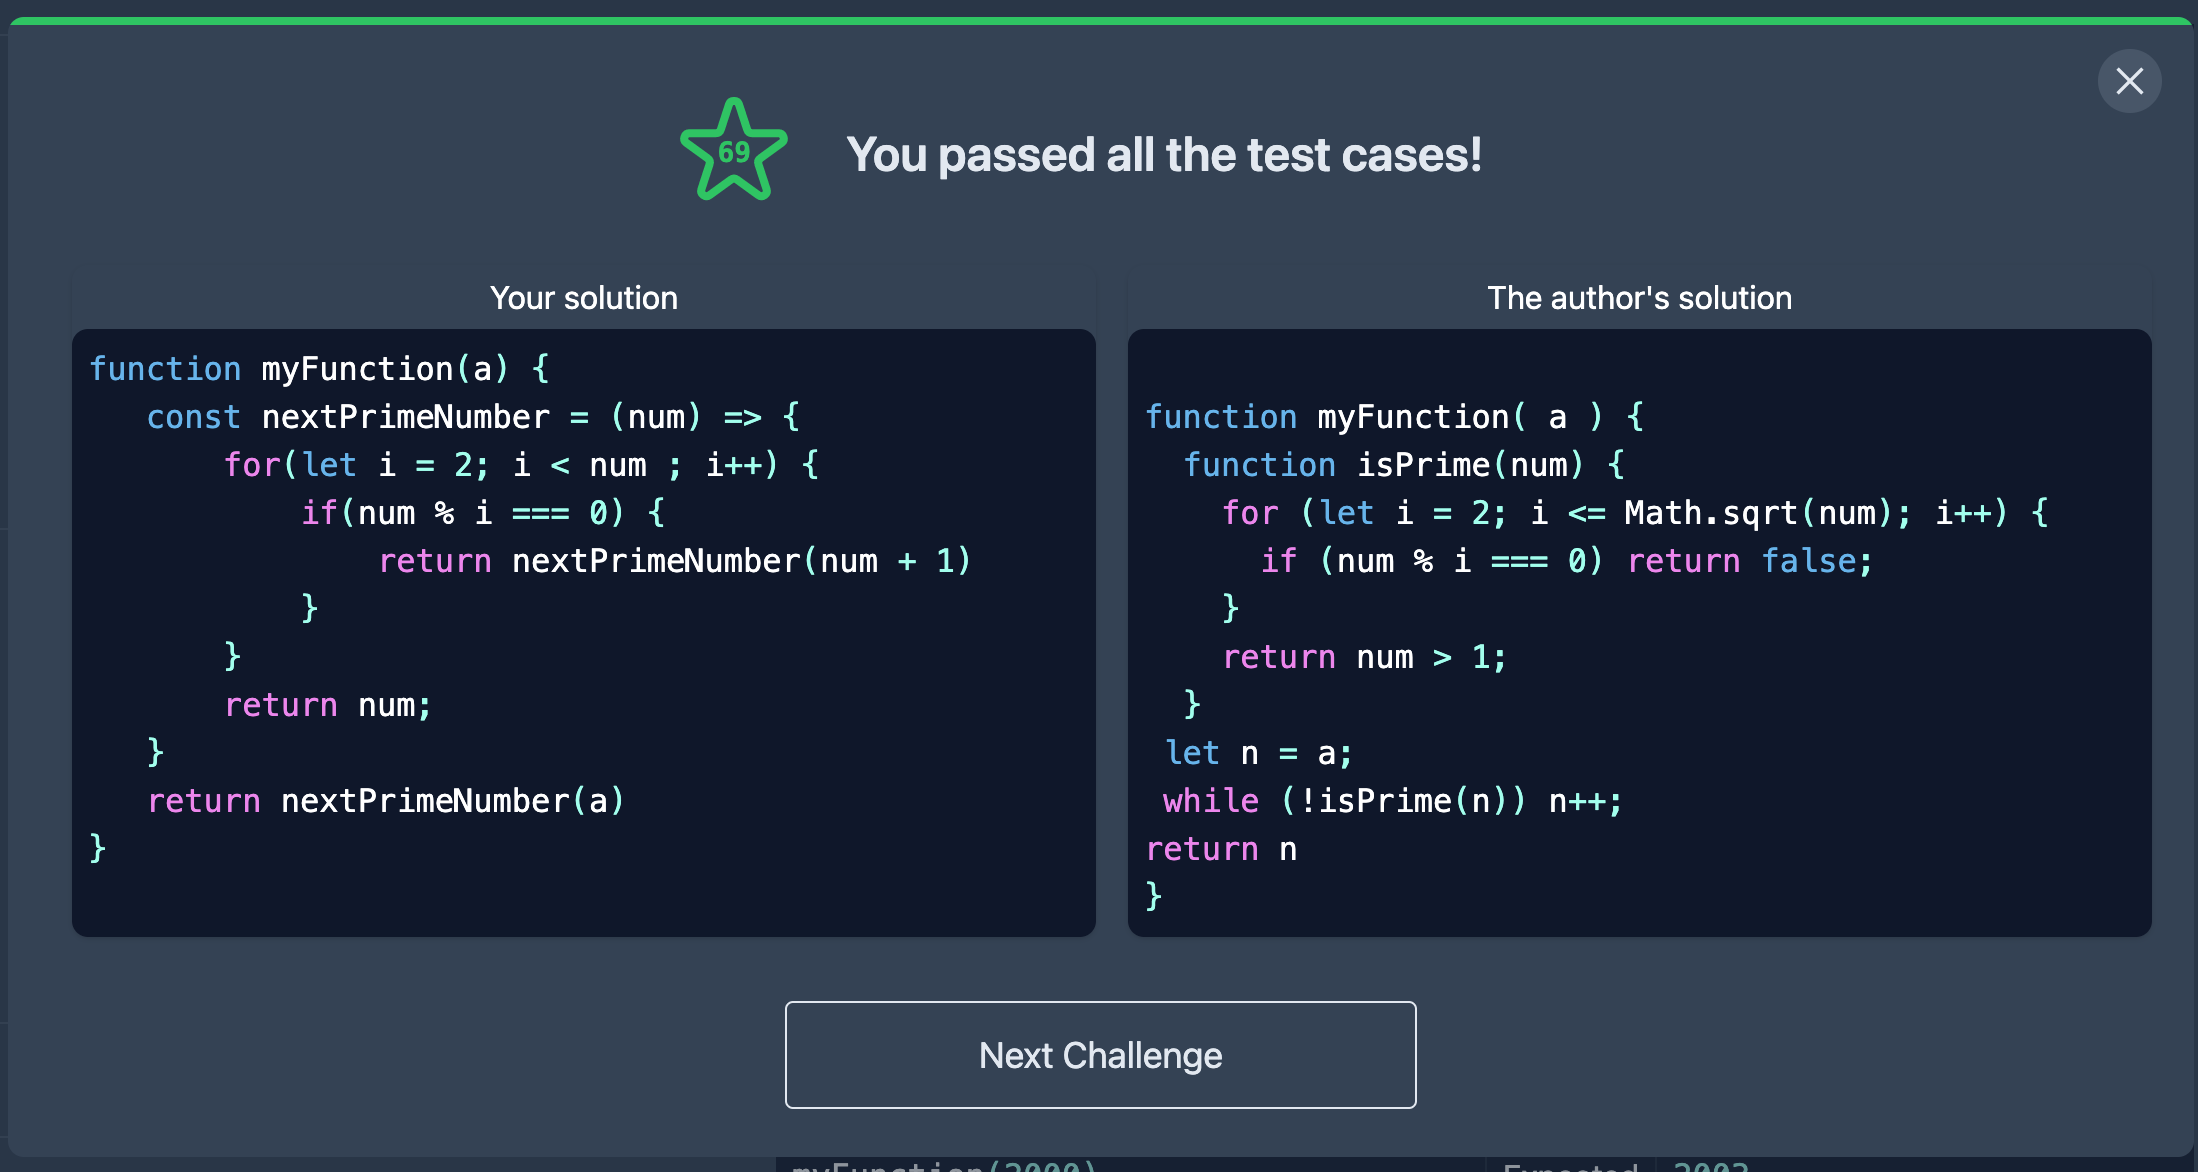 69
You passed all the test cases!
Your solution
function myFunction(a) {
   const nextPrimeNumber = (num) => {
       for(let i = 2; i < num ; i++) {
           if(num % i === 0) {
               return nextPrimeNumber(num + 1)
           }
       }
       return num;
   }
   return nextPrimeNumber(a)
}
The author's solution
function myFunction( a ) {
  function isPrime(num) {
    for (let i = 2; i <= Math.sqrt(num); i++) {
      if (num % i === 0) return false;
    }
    return num > 1;
  }
 let n = a;
 while (!isPrime(n)) n++;
return n
}
Next Challenge
myFunction(2000)
Expected
2003